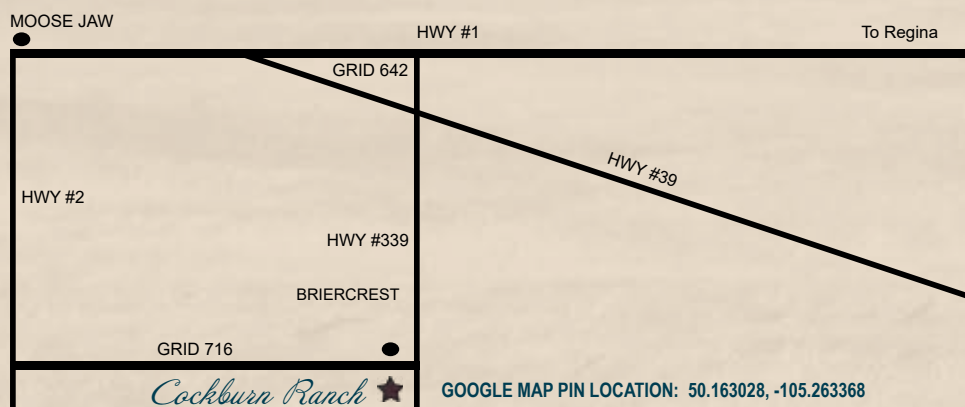 MOOSE JAW
HWY #1
To Regina
GRID 642
HWY #39
HWY #2
HWY #339
BRIERCREST
GRID 716
Cockburn Ranch
GOOGLE MAP PIN LOCATION: 50.163028, -105.263368